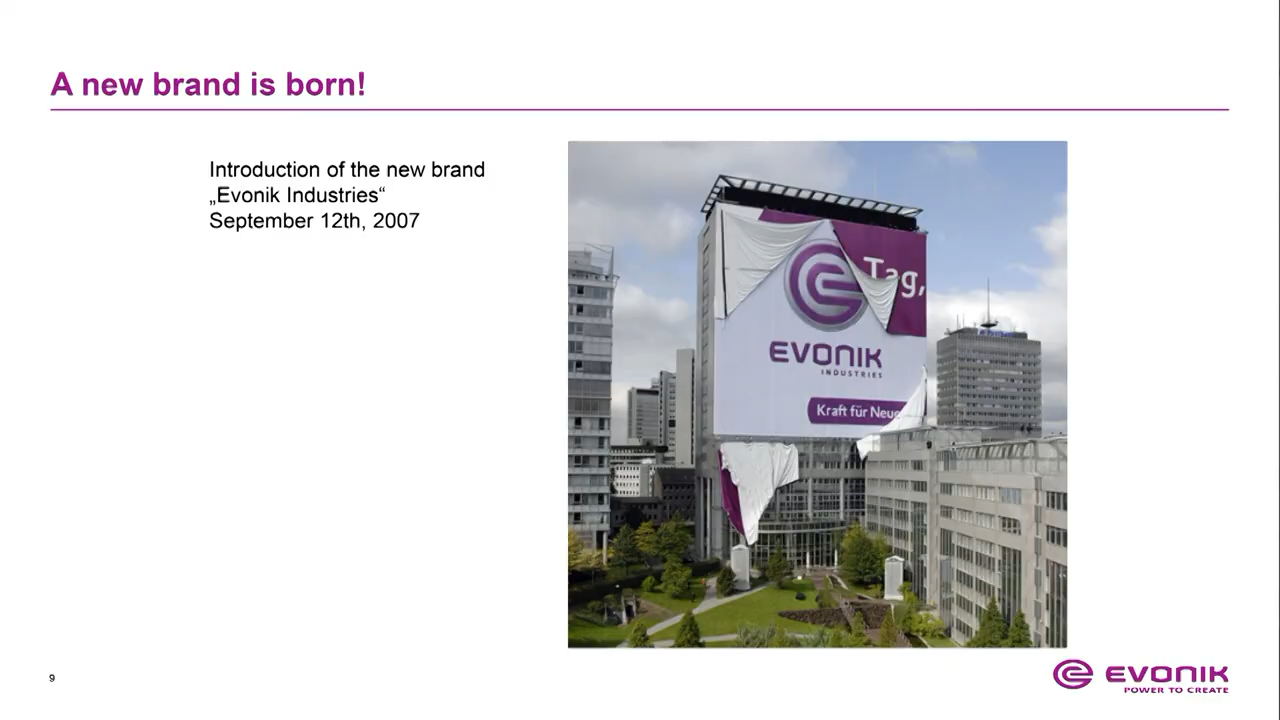 A new brand is born!
Introduction of the new brand
„Evonik Industries“
September 12th, 2007
Tag,
EVONIK
INDUSTRIES
Kraft für
9
EVONIK
POWER TO CREATE